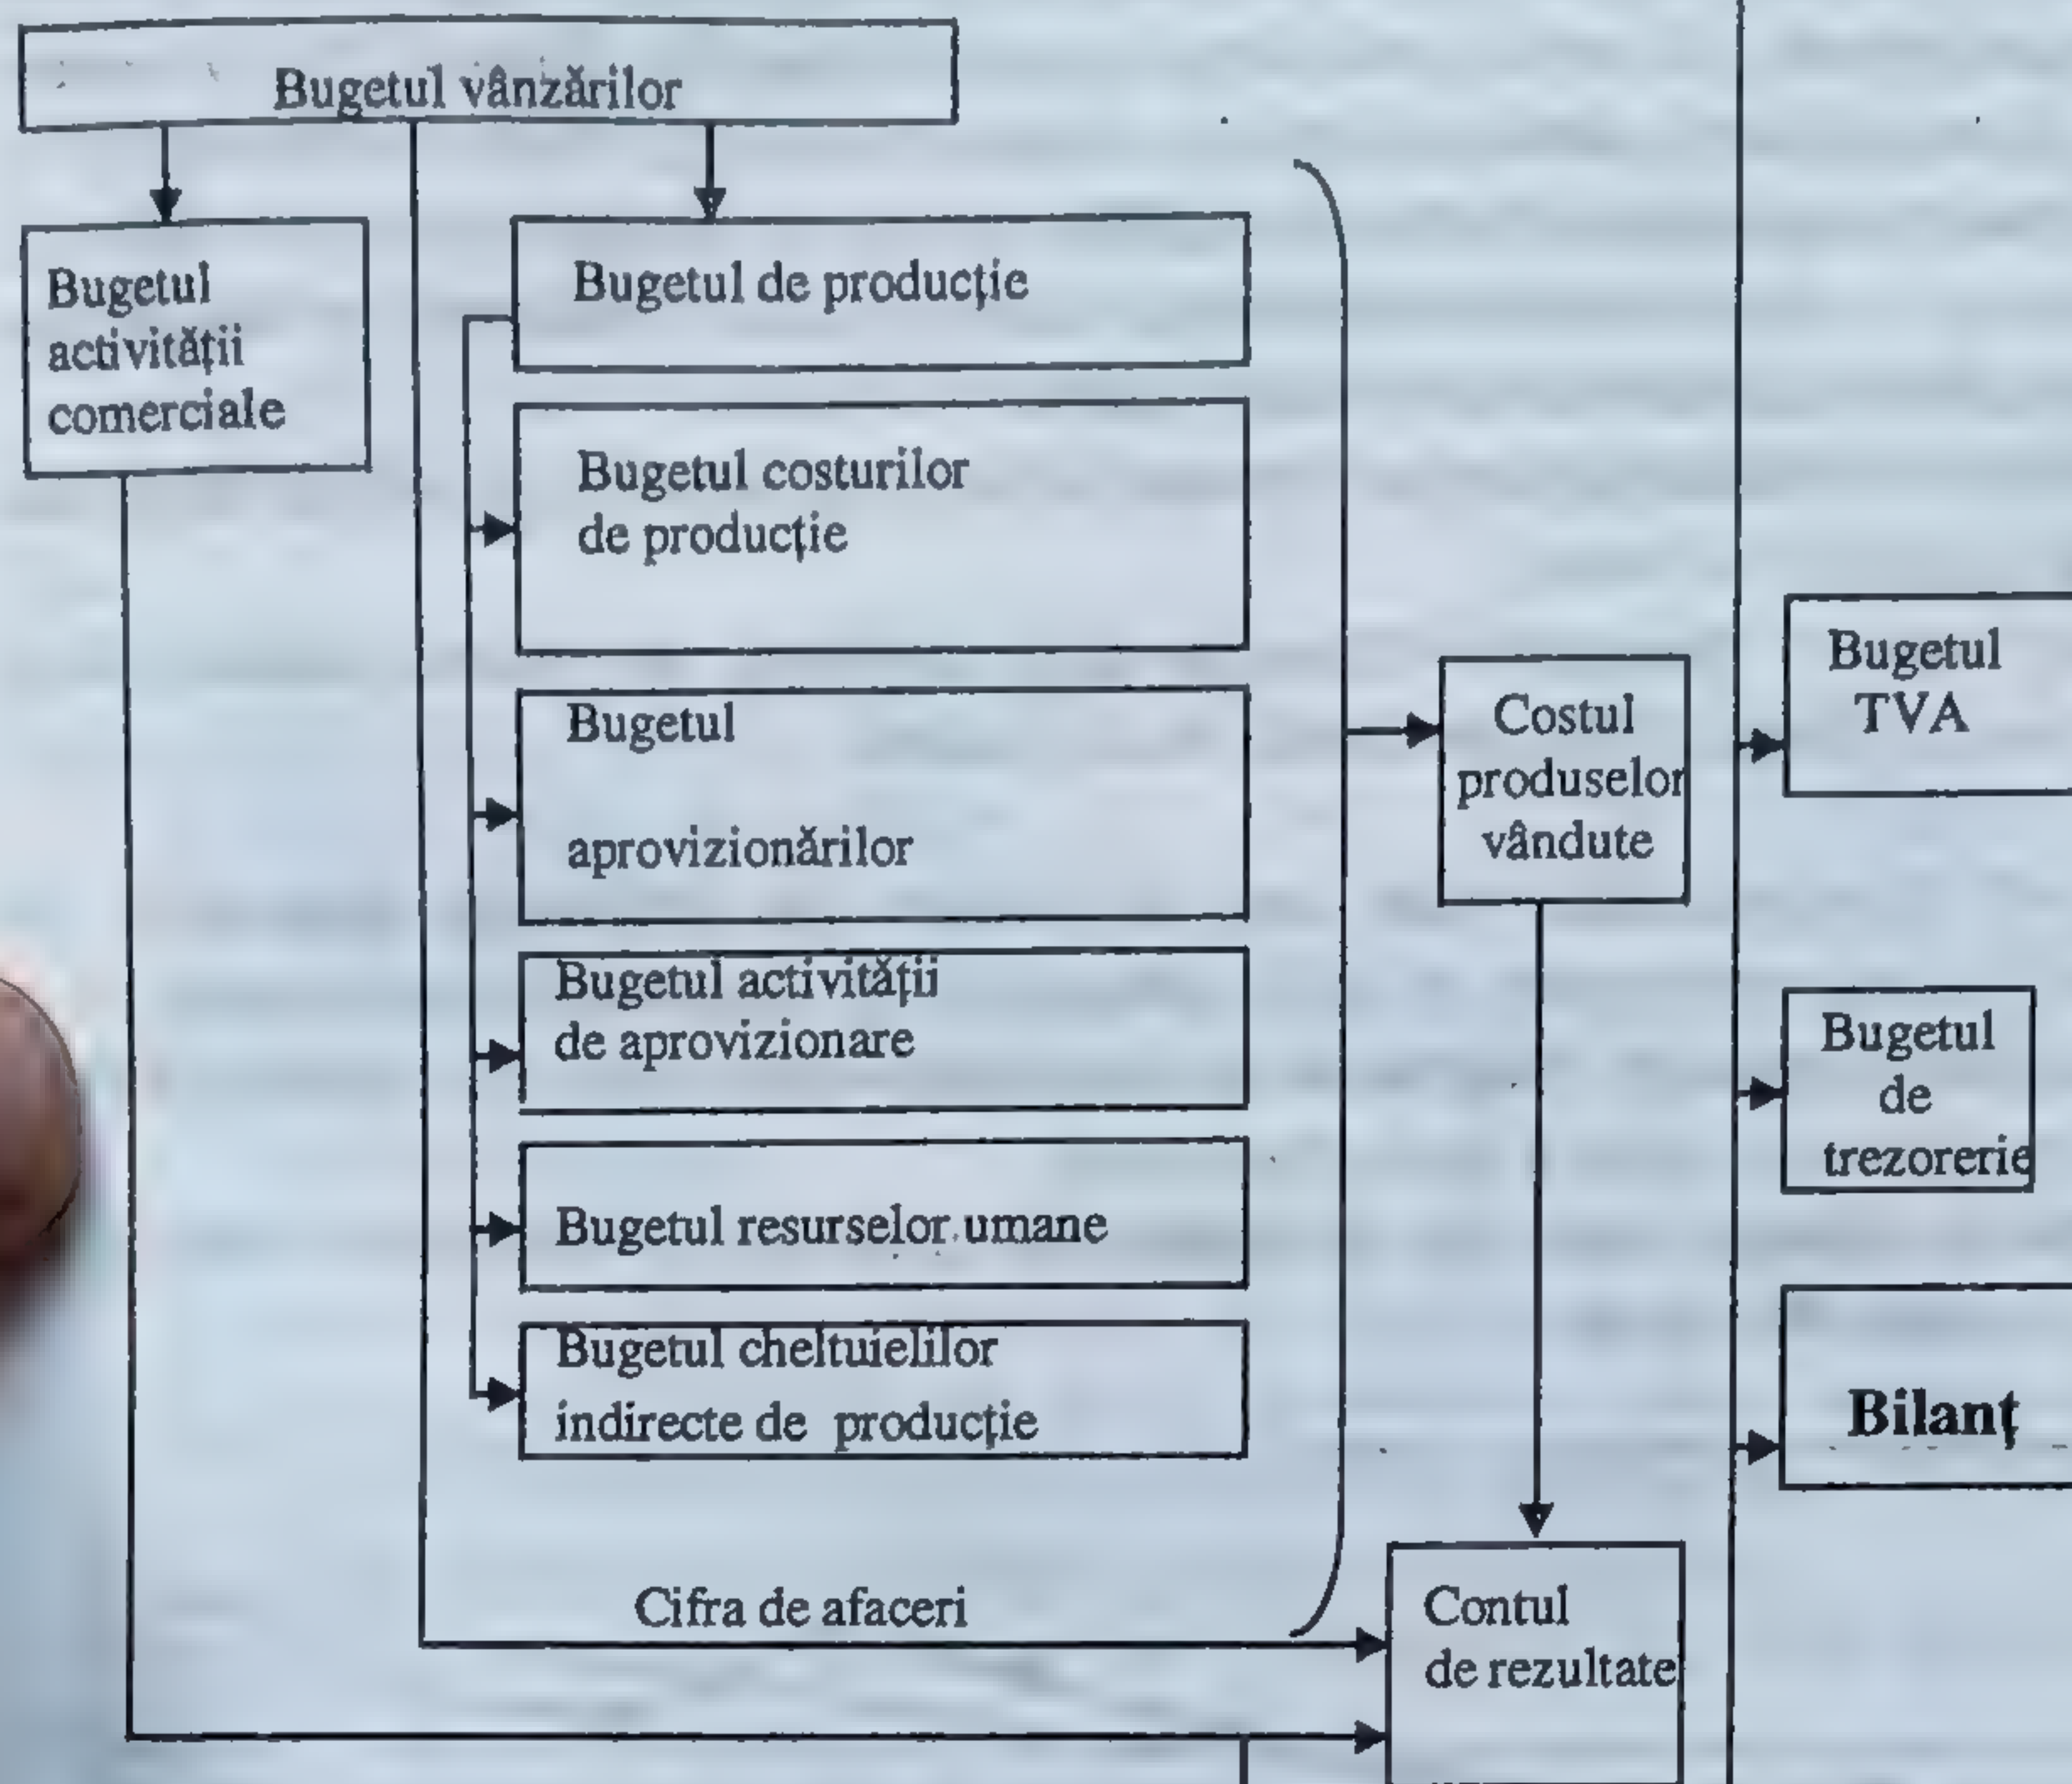 Bugetul vânzărilor
Bugetul
activității
comerciale
Bugetul de producție
Bugetul costurilor
de producție
Bugetul
aprovizionărilor
Bugetul activității
de aprovizionare
Bugetul resurselor umane
Bugetul cheltuielilor
indirecte de producție
Cifra de afaceri
Costul
produselor
vândute
Contul
de rezultate
Bugetul
TVA
Bugetul
de
trezorerie
Bilanț